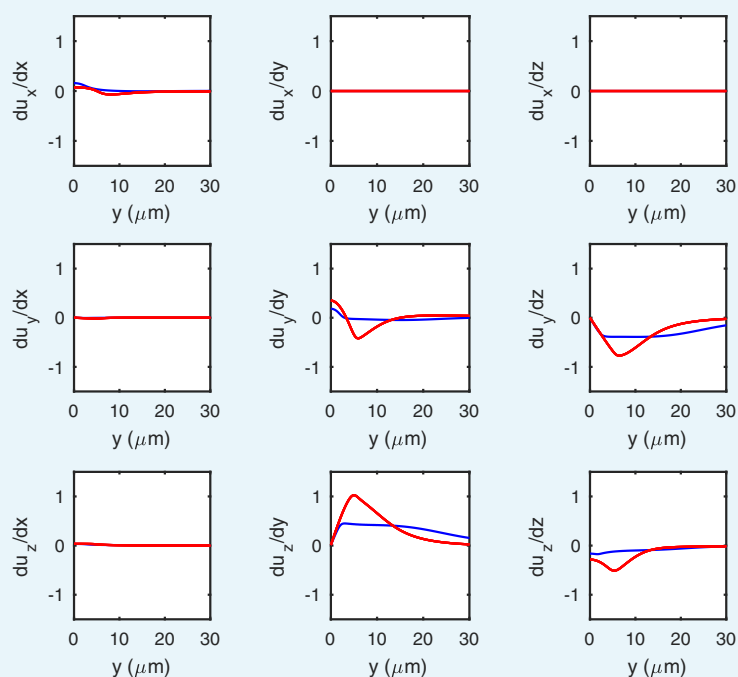 du_x/dx
1
0
-1
0 10 20 30
y (μm)
du_x/dy
1
0
-1
0 10 20 30
y (μm)
du_x/dz
1
0
-1
0 10 20 30
y (μm)
du_y/dx
1
0
-1
0 10 20 30
y (μm)
du_y/dy
1
0
-1
0 10 20 30
y (μm)
du_y/dz
1
0
-1
0 10 20 30
y (μm)
du_z/dx
1
0
-1
0 10 20 30
y (μm)
du_z/dy
1
0
-1
0 10 20 30
y (μm)
du_z/dz
1
0
-1
0 10 20 30
y (μm)